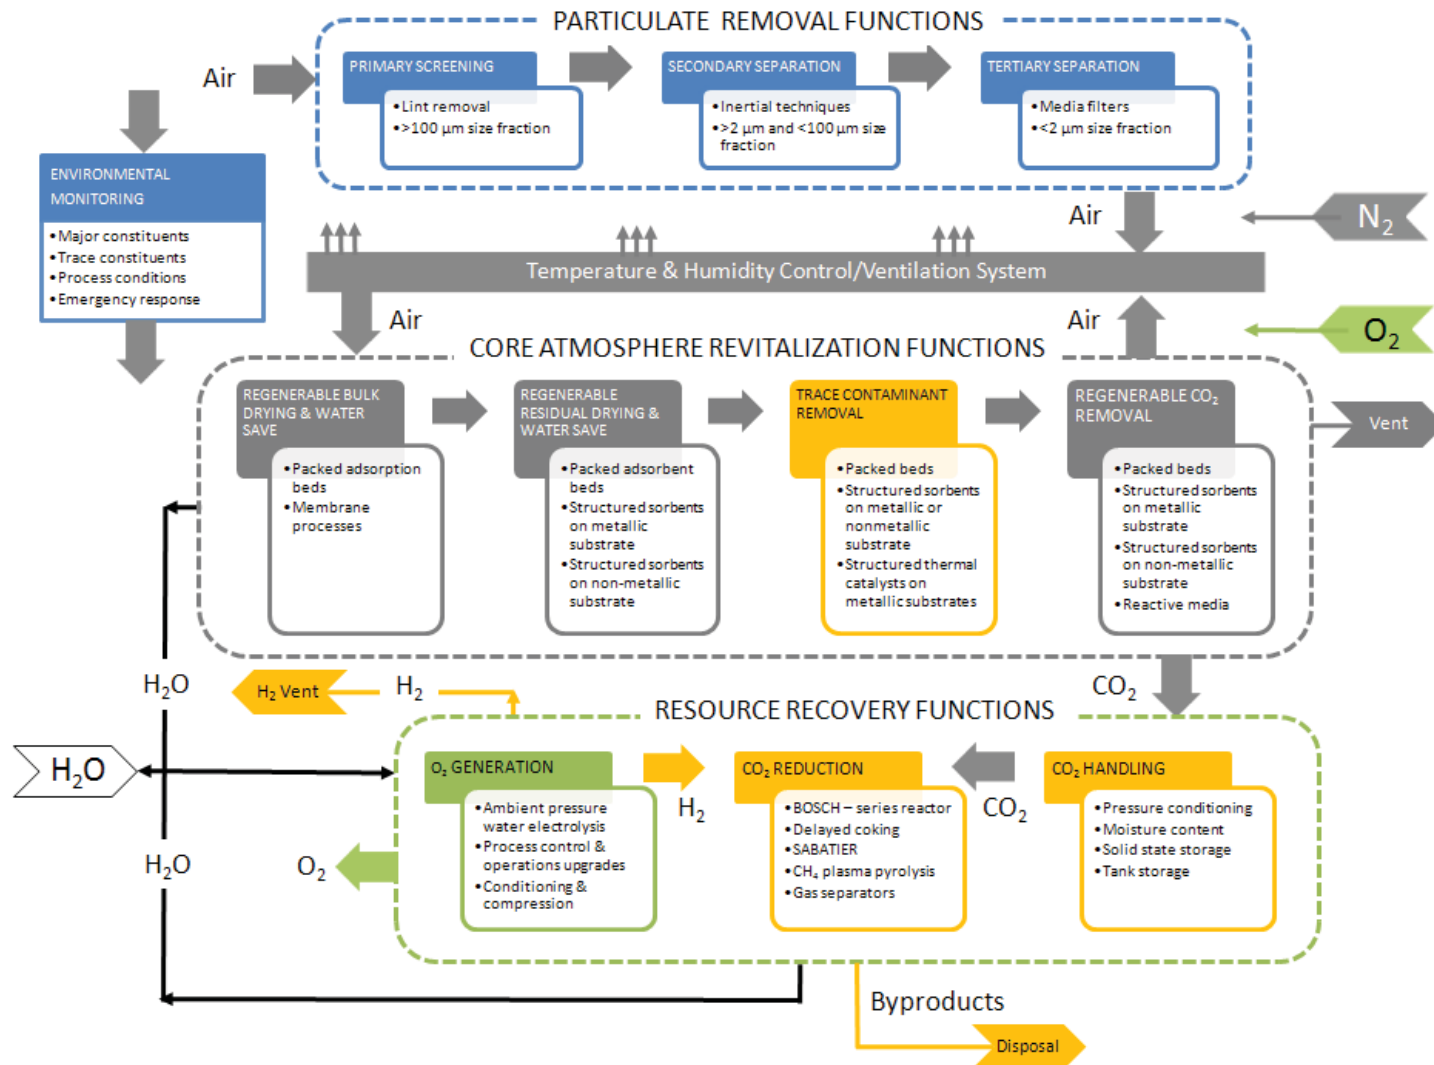 PARTICULATE REMOVAL FUNCTIONS
Air
PRIMARY SCREENING
•Lint removal
•>100 µm size fraction
SECONDARY SEPARATION
•Inertial techniques
•>2 µm and <100 µm size
fraction
TERTIARY SEPARATION
•Media filters
•<2 µm size fraction
ENVIRONMENTAL
MONITORING
•Major constituents
•Trace constituents
•Process conditions
•Emergency response
Air
N₂
Temperature & Humidity Control/Ventilation System
Air
Air
O₂
CORE ATMOSPHERE REVITALIZATION FUNCTIONS
REGENERABLE BULK
DRYING & WATER
SAVE
•Packed adsorption
beds
•Membrane
processes
REGENERABLE
RESIDUAL DRYING &
WATER SAVE
•Packed adsorbent
beds
•Structured sorbents
on metallic
substrate
•Structured sorbents
on non-metallic
substrate
TRACE CONTAMINANT
REMOVAL
•Packed beds
•Structured sorbents
on metallic or
nonmetallic
substrate
•Structured thermal
catalysts on
metallic substrates
REGENERABLE CO₂
REMOVAL
•Packed beds
•Structured sorbents
on metallic
substrate
•Structured sorbents
on non-metallic
substrate
•Reactive media
Vent
H₂O
H₂ Vent
H₂
CO₂
RESOURCE RECOVERY FUNCTIONS
H₂O
O₂ GENERATION
•Ambient pressure
water electrolysis
•Process control &
operations upgrades
•Conditioning &
compression
H₂
CO₂ REDUCTION
•BOSCH – series reactor
•Delayed coking
•SABATIER
•CH₄ plasma pyrolysis
•Gas separators
CO₂
CO₂ HANDLING
•Pressure conditioning
•Moisture content
•Solid state storage
•Tank storage
H₂O
O₂
Byproducts
Disposal